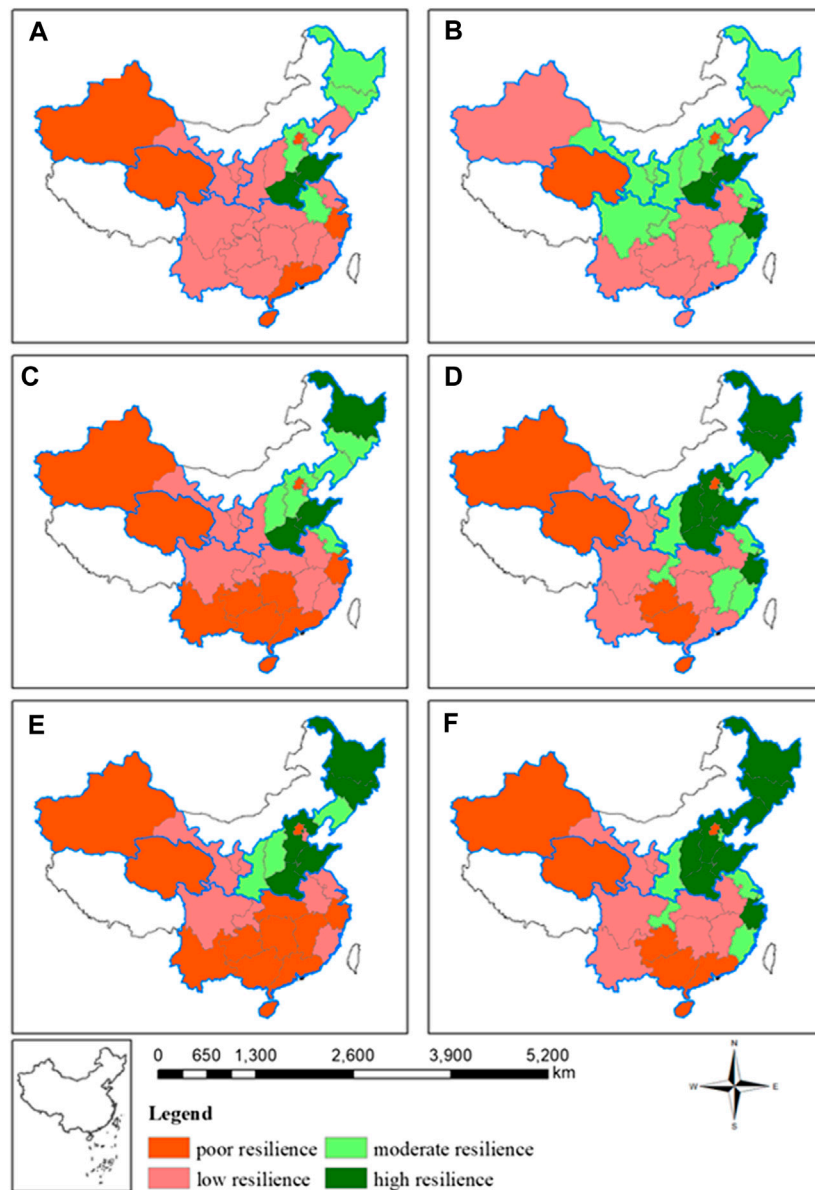 A
B
C
D
E
F
0 650 1,300 2,600 3,900 5,200
km
N
W E
S
Legend
poor resilience moderate resilience
low resilience high resilience